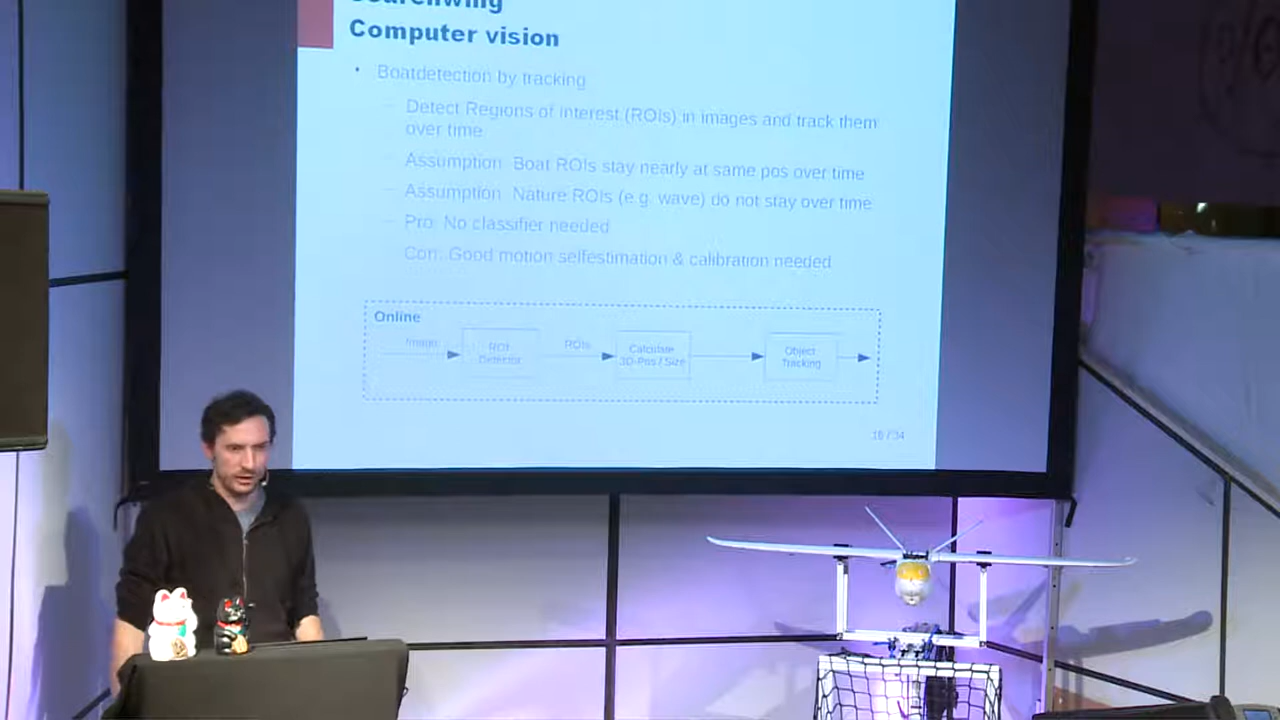 Searchwing
Computer vision
• Boatdetection by tracking
– Detect Regions of interest (ROIs) in images and track them
over time
– Assumption: Boat ROIs stay nearly at same pos over time
– Assumption: Nature ROIs (e.g. wave) do not stay over time
– Pro: No classifier needed
– Con: Good motion selfestimation & calibration needed
Online
Image
ROI-
Detector
ROIs
Calculate
3D-Pos / Size
Object
Tracking